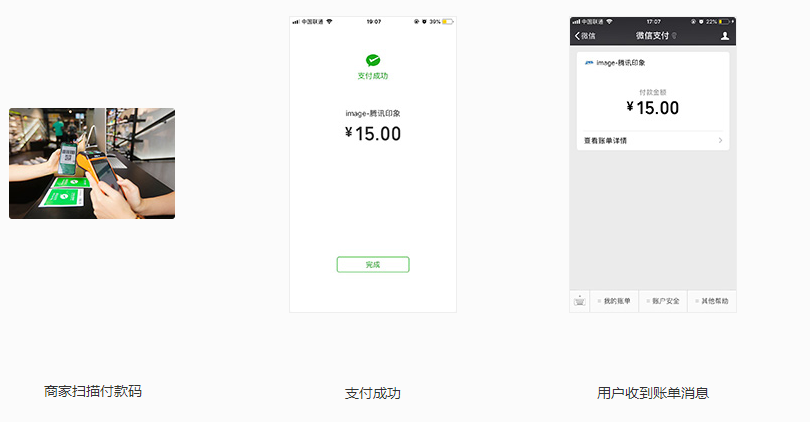 中国联通
19:07
39%
支付成功
image-腾讯印象
¥15.00
完成
中国联通
17:07
22%
微信
微信支付
image-腾讯印象
付款金额
¥15.00
查看账单详情
我的账单
账户安全
其他帮助
商家扫描付款码
支付成功
用户收到账单消息